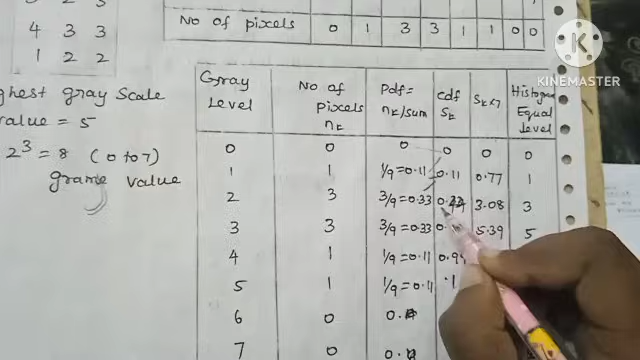 4 3 3
1 2 2
ghest gray scale
value = 5
2³ = 8 (0 to 7)
value
No of pixels 0 1 3 3 1 1 0 0
KINEMASTER
Gray Level | No of pixels nk | Pdf= nk/sum | cdf Sk | Sk×7 | Histogram Equal level
0 0 0 0 0 0
1 1 1/9=0.11 0.11 0.77 1
2 3 3/9=0.33 3.08 3
3 3 3/9=0.33 5.39 5
4 1 1/9=0.11
5 1 1/9=0.11
6 0
7 0